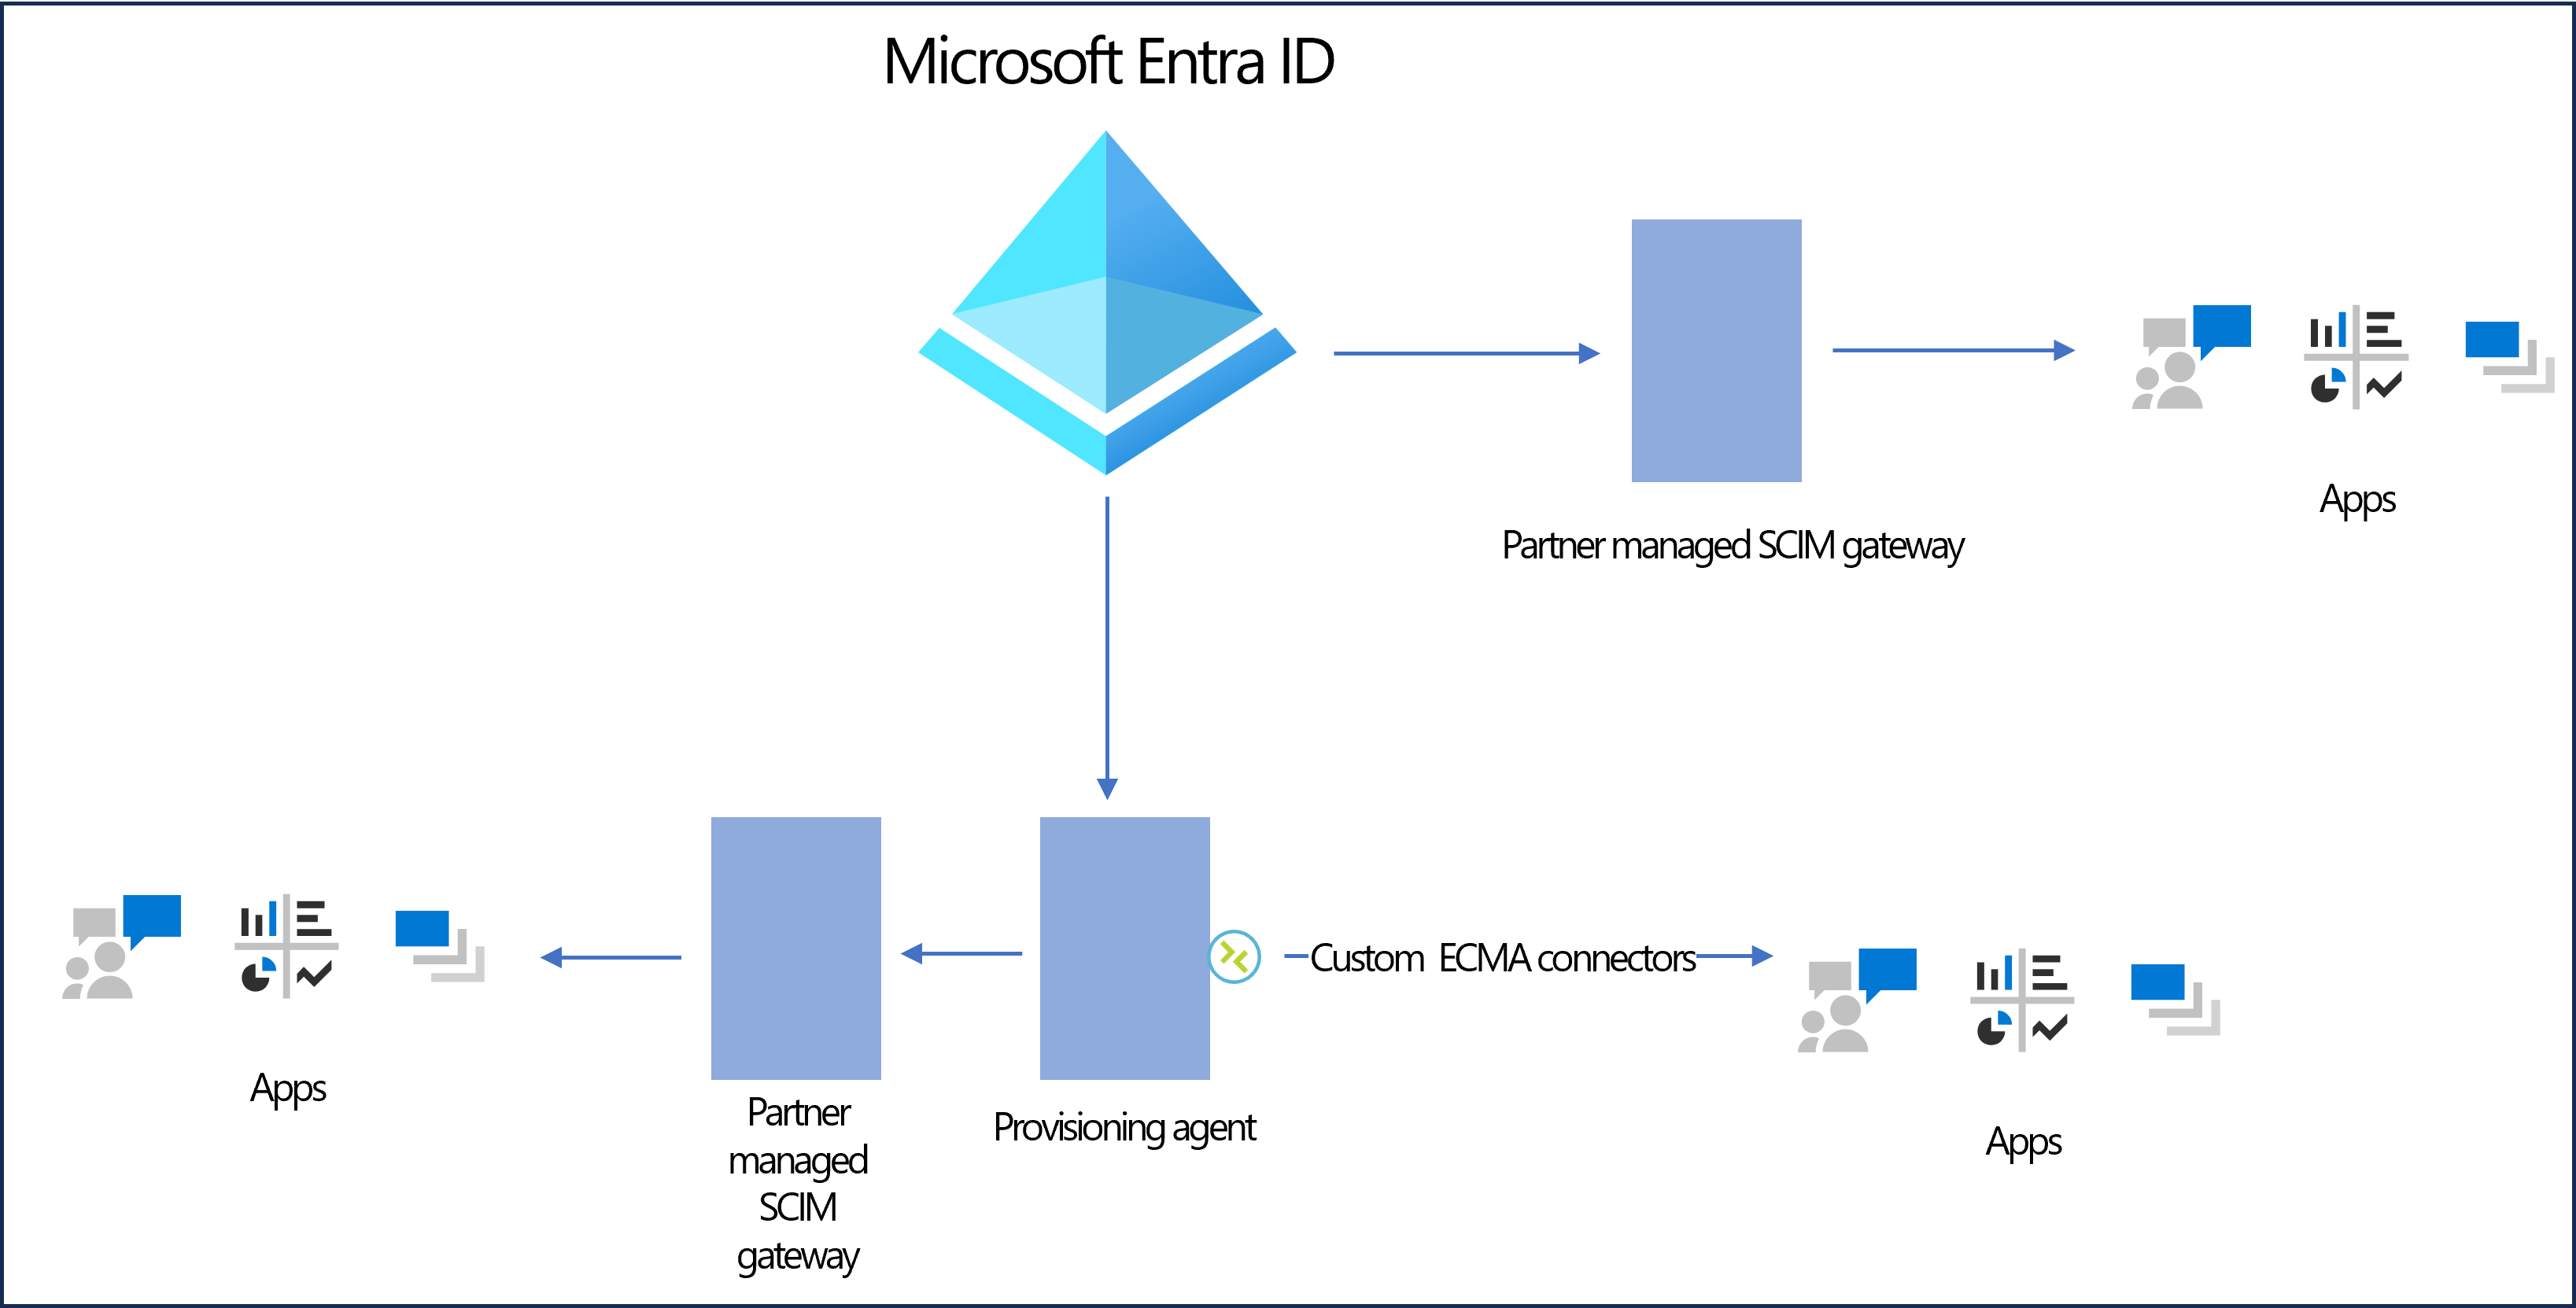 Microsoft Entra ID
Apps
Partner managed SCIM gateway
Custom ECMA connectors
Apps
Partner
managed
SCIM
gateway
Provisioning agent
Apps